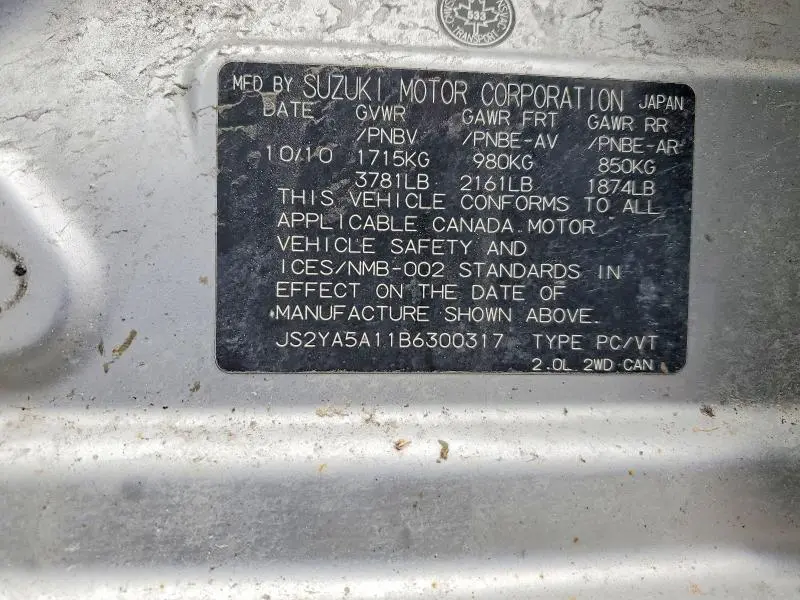 533
TRANSPORT
MFD BY SUZUKI MOTOR CORPORATION JAPAN
DATE GVWR GAWR FRT GAWR RR
/PNBV /PNBE-AV /PNBE-AR
10/10 1715KG 980KG 850KG
3781LB 2161LB 1874LB
THIS VEHICLE CONFORMS TO ALL
APPLICABLE CANADA MOTOR
VEHICLE SAFETY AND
ICES/NMB-002 STANDARDS IN
EFFECT ON THE DATE OF
MANUFACTURE SHOWN ABOVE.
JS2YA5A11B6300317 TYPE PC/VT
2.0L 2WD CAN